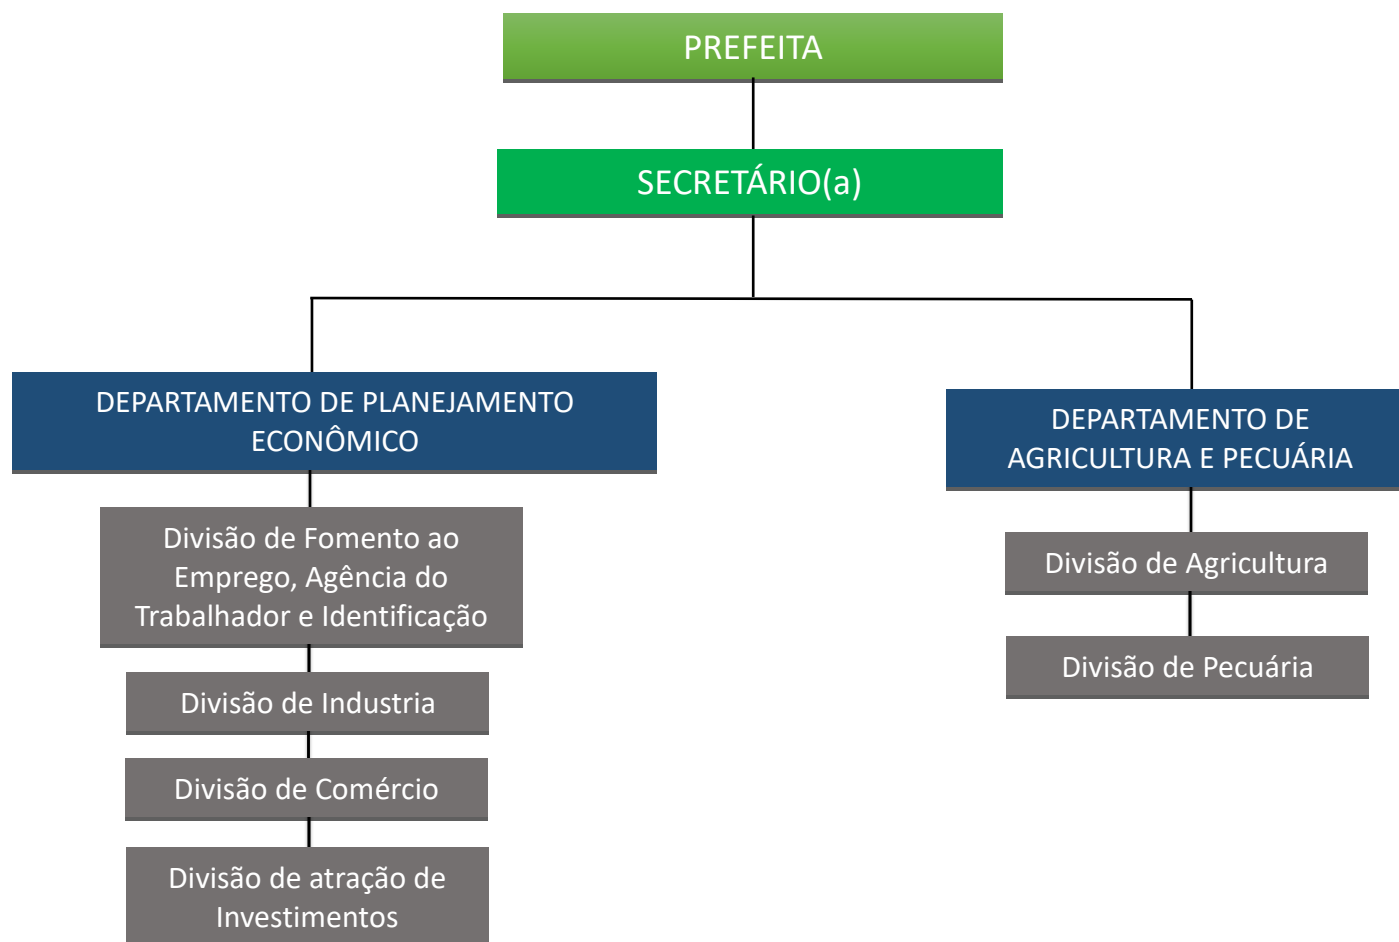 PREFEITA
SECRETÁRIO(a)
DEPARTAMENTO DE PLANEJAMENTO
ECONÔMICO
Divisão de Fomento ao
Emprego, Agência do
Trabalhador e Identificação
Divisão de Industria
Divisão de Comércio
Divisão de atração de
Investimentos
DEPARTAMENTO DE
AGRICULTURA E PECUÁRIA
Divisão de Agricultura
Divisão de Pecuária